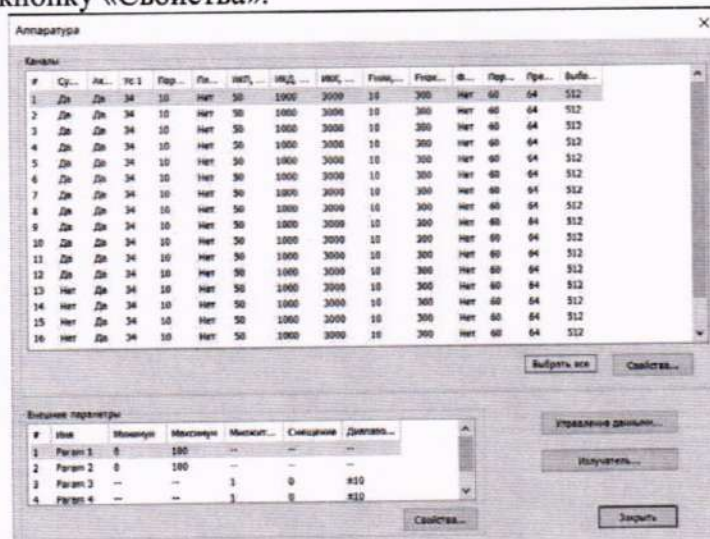 кнопку «Свойства».
Аппаратура
Каналы
# Су... Ак... Ус.1 Пор... Пл... ИКП, ... ИКД, ... ИКК, ... Fмин,... Fмак... Ф... Пор... Пре... Выбо...
1 Да Да 34 10 Нет 50 1000 3000 10 300 Нет 60 64 512
2 Да Да 34 10 Нет 50 1000 3000 10 300 Нет 60 64 512
3 Да Да 34 10 Нет 50 1000 3000 10 300 Нет 60 64 512
4 Да Да 34 10 Нет 50 1000 3000 10 300 Нет 60 64 512
5 Да Да 34 10 Нет 50 1000 3000 10 300 Нет 60 64 512
6 Да Да 34 10 Нет 50 1000 3000 10 300 Нет 60 64 512
7 Да Да 34 10 Нет 50 1000 3000 10 300 Нет 60 64 512
8 Да Да 34 10 Нет 50 1000 3000 10 300 Нет 60 64 512
9 Да Да 34 10 Нет 50 1000 3000 10 300 Нет 60 64 512
10 Да Да 34 10 Нет 50 1000 3000 10 300 Нет 60 64 512
11 Да Да 34 10 Нет 50 1000 3000 10 300 Нет 60 64 512
12 Да Да 34 10 Нет 50 1000 3000 10 300 Нет 60 64 512
13 Нет Да 34 10 Нет 50 1000 3000 10 300 Нет 60 64 512
14 Нет Да 34 10 Нет 50 1000 3000 10 300 Нет 60 64 512
15 Нет Да 34 10 Нет 50 1000 3000 10 300 Нет 60 64 512
16 Нет Да 34 10 Нет 50 1000 3000 10 300 Нет 60 64 512
Выбрать все Свойства...
Внешние параметры
# Имя Минимум Максимум Множит... Смещение Диапазо...
1 Param 1 0 100 -- -- --
2 Param 2 0 100 -- -- --
3 Param 3 -- -- 1 0 ±10
4 Param 4 -- -- 1 0 ±10
Свойства...
Управление данными...
Излучатель...
Закрыть